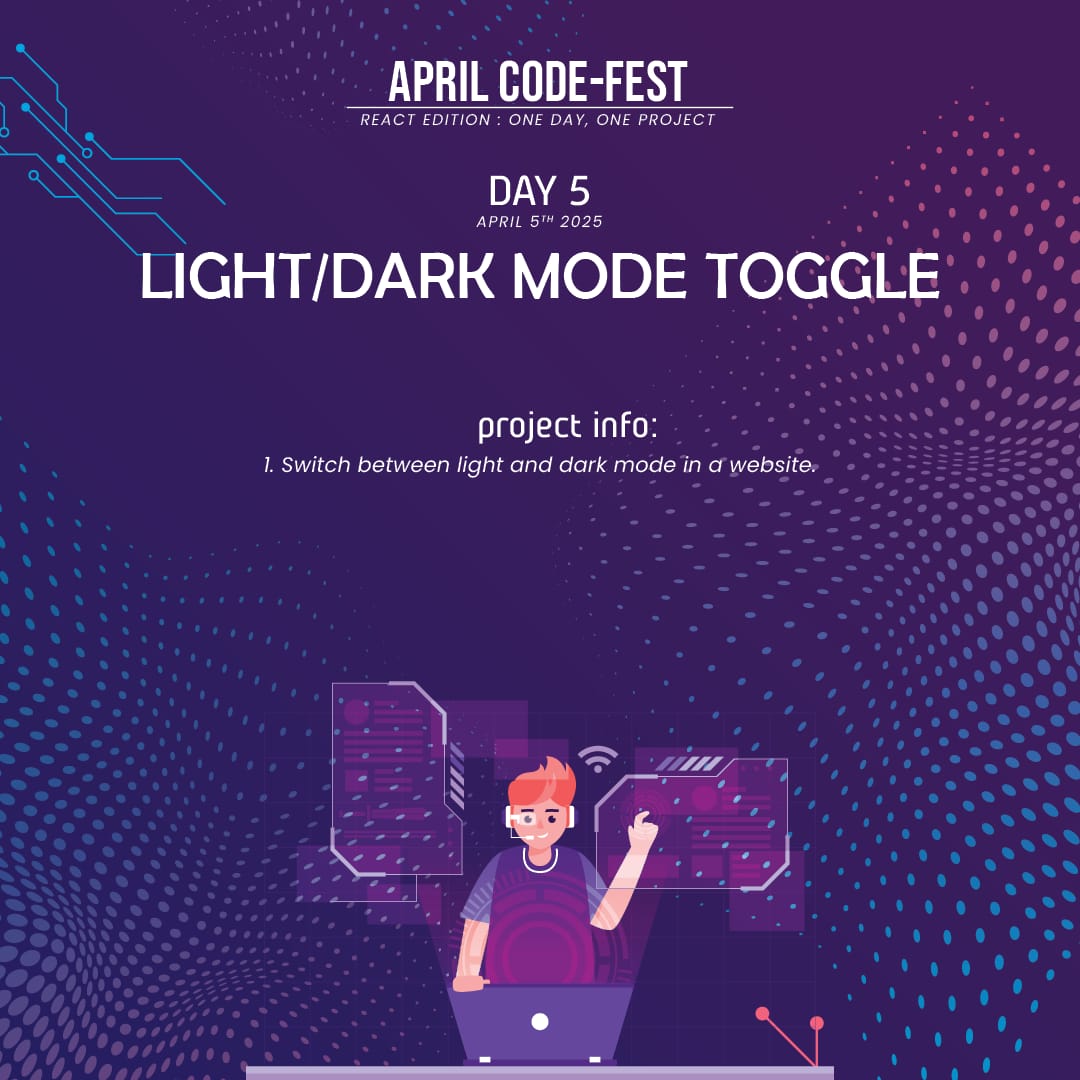 APRIL CODE-FEST
REACT EDITION : ONE DAY, ONE PROJECT
DAY 5
APRIL 5TH 2025
LIGHT/DARK MODE TOGGLE
project info:
1. Switch between light and dark mode in a website.